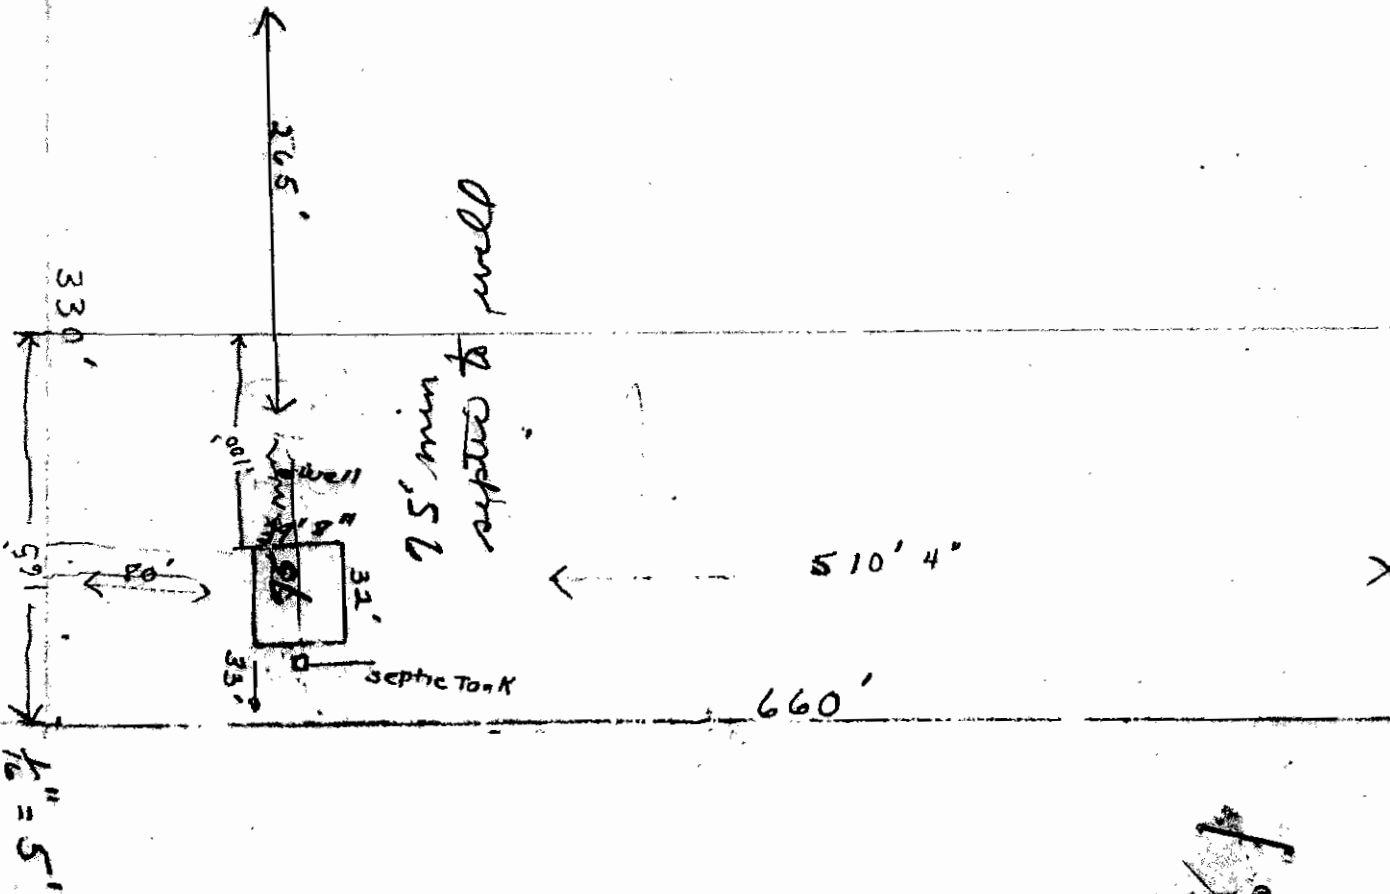 265'
330'
well & septic
75' min
100'
well
32'
80'
165'
33'
septic Tank
510' 4"
660'
1/16" = 5'